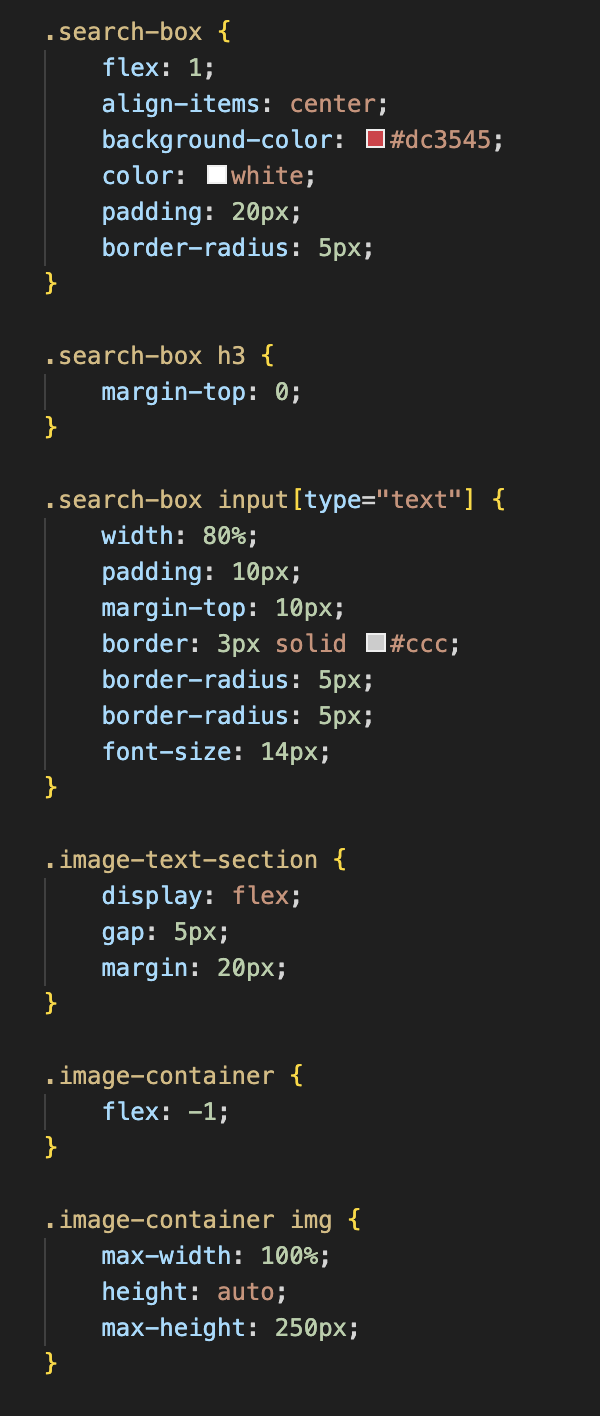 .search-box {
    flex: 1;
    align-items: center;
    background-color: #dc3545;
    color: white;
    padding: 20px;
    border-radius: 5px;
}

.search-box h3 {
    margin-top: 0;
}

.search-box input[type="text"] {
    width: 80%;
    padding: 10px;
    margin-top: 10px;
    border: 3px solid #ccc;
    border-radius: 5px;
    border-radius: 5px;
    font-size: 14px;
}

.image-text-section {
    display: flex;
    gap: 5px;
    margin: 20px;
}

.image-container {
    flex: -1;
}

.image-container img {
    max-width: 100%;
    height: auto;
    max-height: 250px;
}